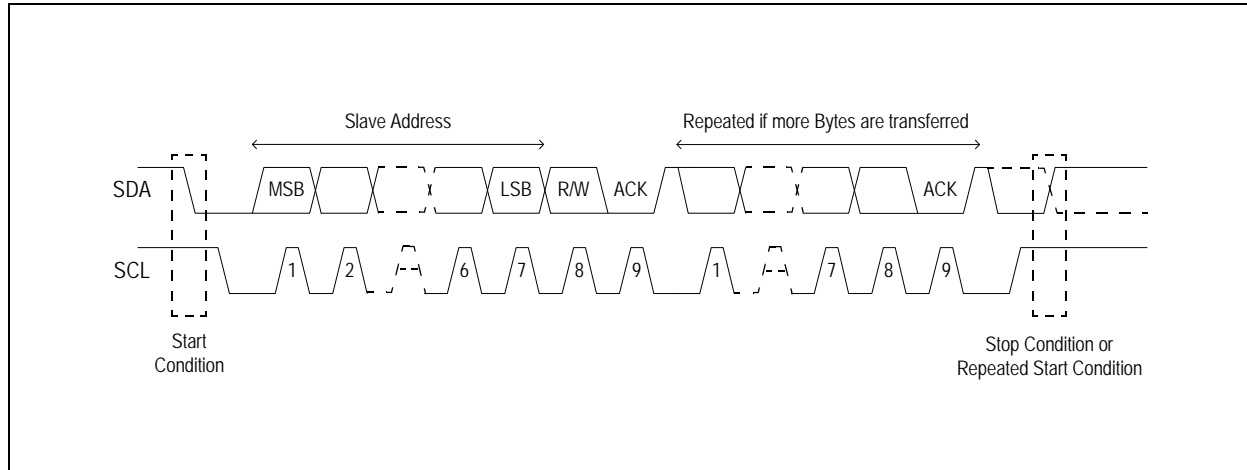 Slave Address
Repeated if more Bytes are transferred
SDA
MSB
LSB
R/W
ACK
ACK
SCL
1
2
6
7
8
9
1
7
8
9
Start
Condition
Stop Condition or
Repeated Start Condition